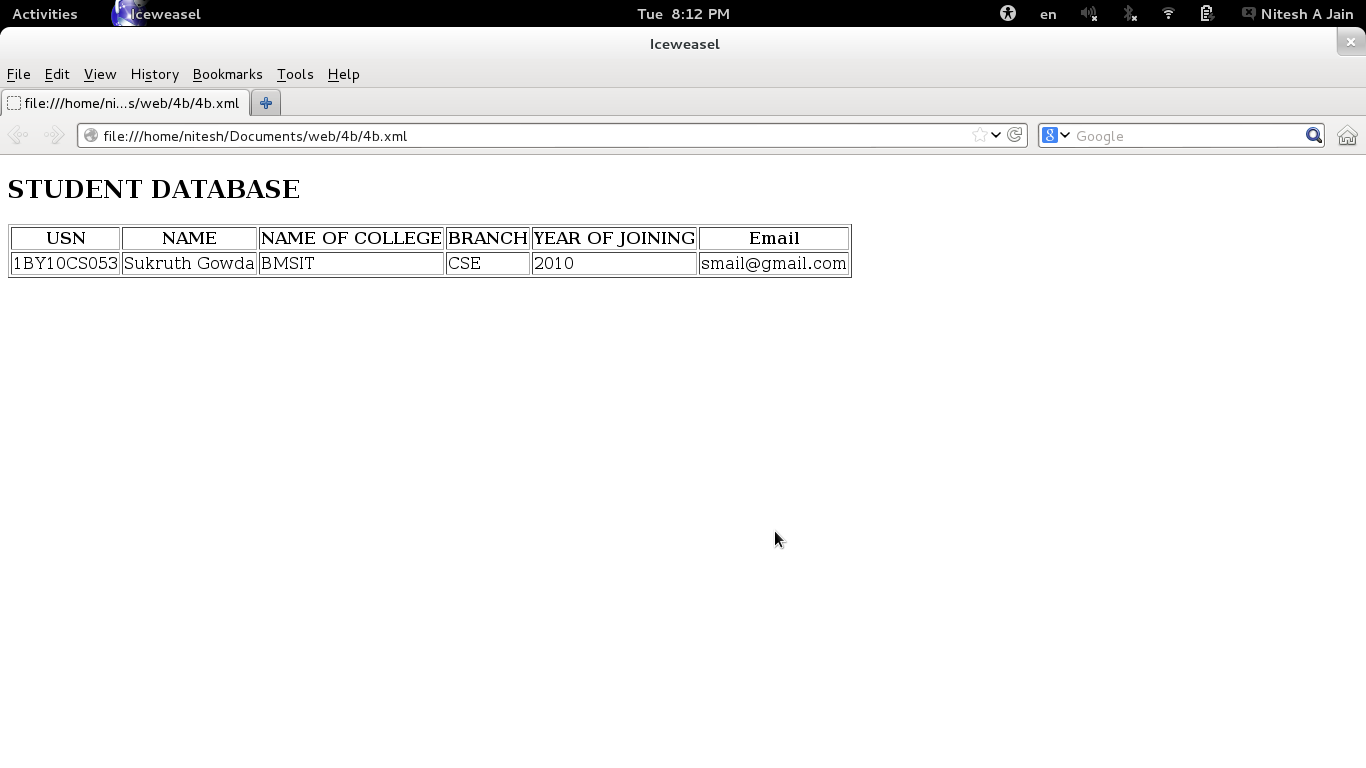 Activities Iceweasel Tue 8:12 PM en Nitesh A Jain
Iceweasel
File Edit View History Bookmarks Tools Help
file:///home/ni...s/web/4b/4b.xml
file:///home/nitesh/Documents/web/4b/4b.xml 8 Google
STUDENT DATABASE
USN NAME NAME OF COLLEGE BRANCH YEAR OF JOINING Email
1BY10CS053 Sukruth Gowda BMSIT CSE 2010 smail@gmail.com